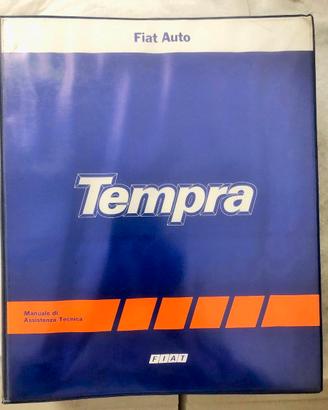 Fiat Auto
Tempra
Manuale di
Assistenza Tecnica
FIAT